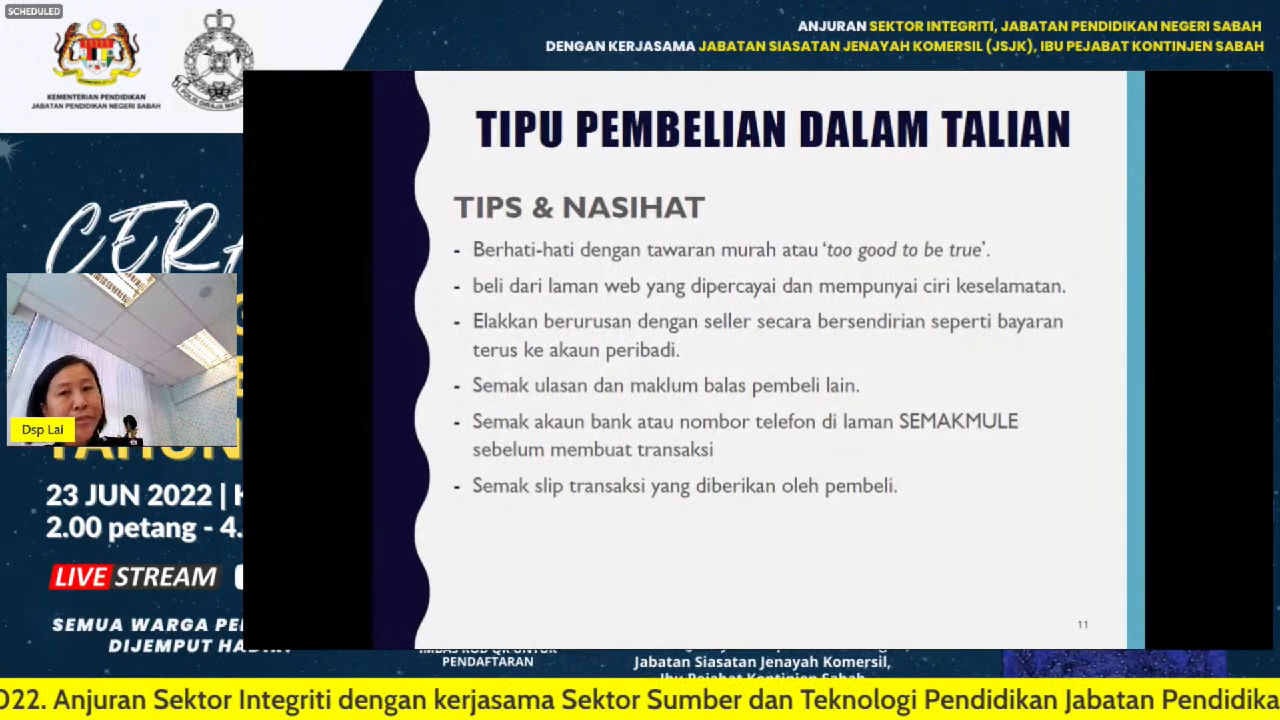 SCHEDULED
KEMENTERIAN PENDIDIKAN
JABATAN PENDIDIKAN NEGERI SABAH
ANJURAN SEKTOR INTEGRITI, JABATAN PENDIDIKAN NEGERI SABAH
DENGAN KERJASAMA JABATAN SIASATAN JENAYAH KOMERSIL (JSJK), IBU PEJABAT KONTINJEN SABAH
TIPU PEMBELIAN DALAM TALIAN
TIPS & NASIHAT
- Berhati-hati dengan tawaran murah atau ‘too good to be true’.
- beli dari laman web yang dipercayai dan mempunyai ciri keselamatan.
- Elakkan berurusan dengan seller secara bersendirian seperti bayaran
terus ke akaun peribadi.
- Semak ulasan dan maklum balas pembeli lain.
- Semak akaun bank atau nombor telefon di laman SEMAKMULE
sebelum membuat transaksi
- Semak slip transaksi yang diberikan oleh pembeli.
11
Dsp Lai
23 JUN 2022 |
2.00 petang - 4.
LIVE STREAM
SEMUA WARGA
DIJEMPUT
IMBAS KOD QR UNTUK
PENDAFTARAN
Jabatan Siasatan Jenayah Komersil,
Ibu Pejabat Kontinjen Sabah
022. Anjuran Sektor Integriti dengan kerjasama Sektor Sumber dan Teknologi Pendidikan Jabatan Pendidika